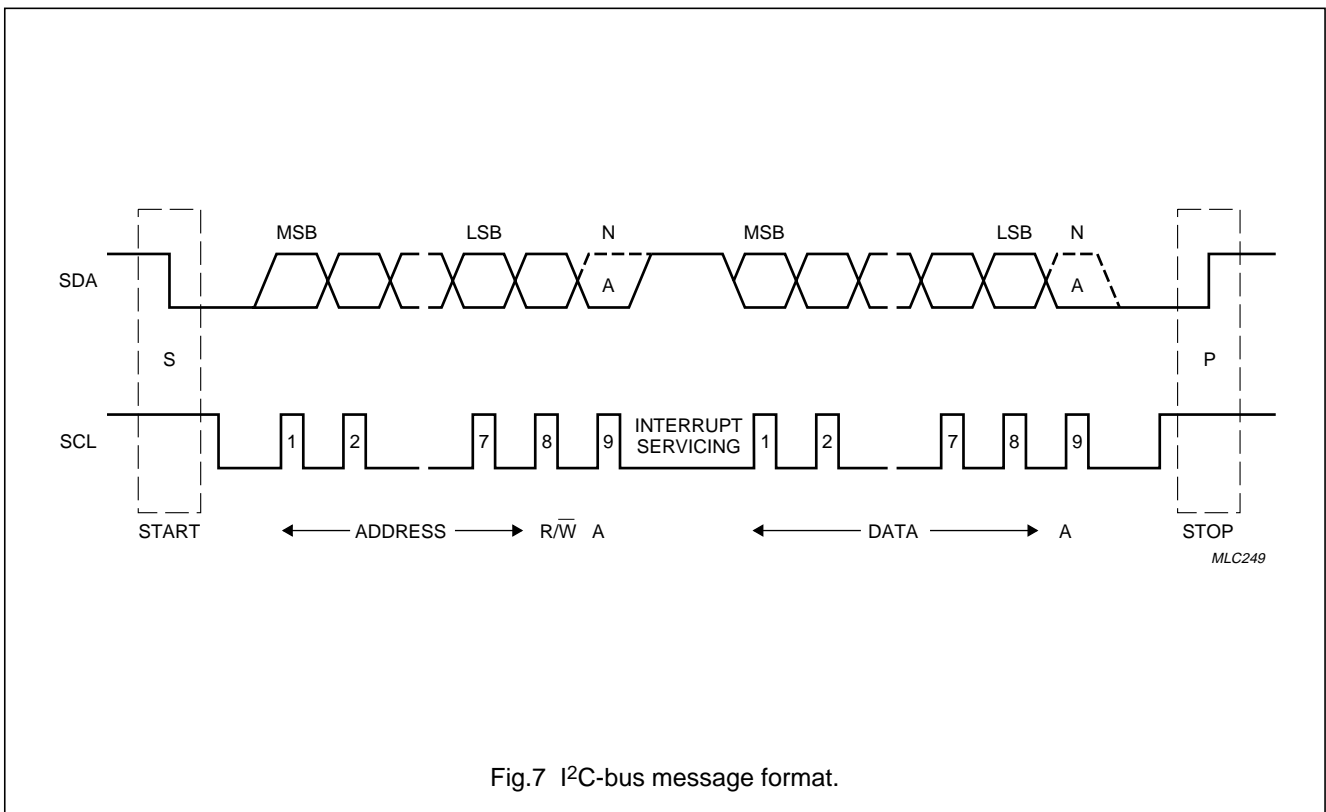 MSB LSB N MSB LSB N
SDA A A
S P
SCL 1 2 7 8 9 INTERRUPT SERVICING 1 2 7 8 9
START ADDRESS R/W̅ A DATA A STOP
MLC249
Fig.7 I²C-bus message format.